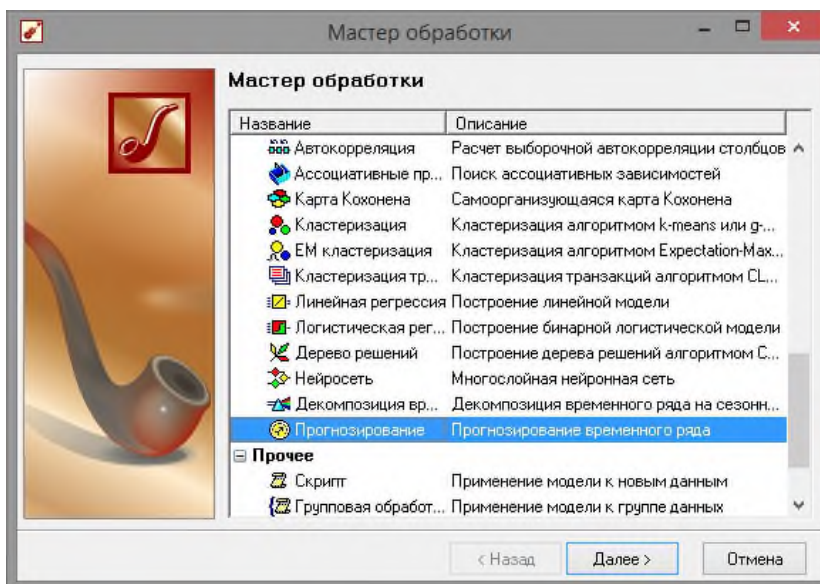 Мастер обработки
Мастер обработки
Название Описание
Автокорреляция Расчет выборочной автокорреляции столбцов
Ассоциативные пр... Поиск ассоциативных зависимостей
Карта Кохонена Самоорганизующаяся карта Кохонена
Кластеризация Кластеризация алгоритмом k-means или g-...
EM кластеризация Кластеризация алгоритмом Expectation-Max...
Кластеризация тр... Кластеризация транзакций алгоритмом CL...
Линейная регрессия Построение линейной модели
Логистическая рег... Построение бинарной логистической модели
Дерево решений Построение дерева решений алгоритмом C...
Нейросеть Многослойная нейронная сеть
Декомпозиция вр... Декомпозиция временного ряда на сезонн...
Прогнозирование Прогнозирование временного ряда
Прочее
Скрипт Применение модели к новым данным
Групповая обработ... Применение модели к группе данных
< Назад Далее > Отмена